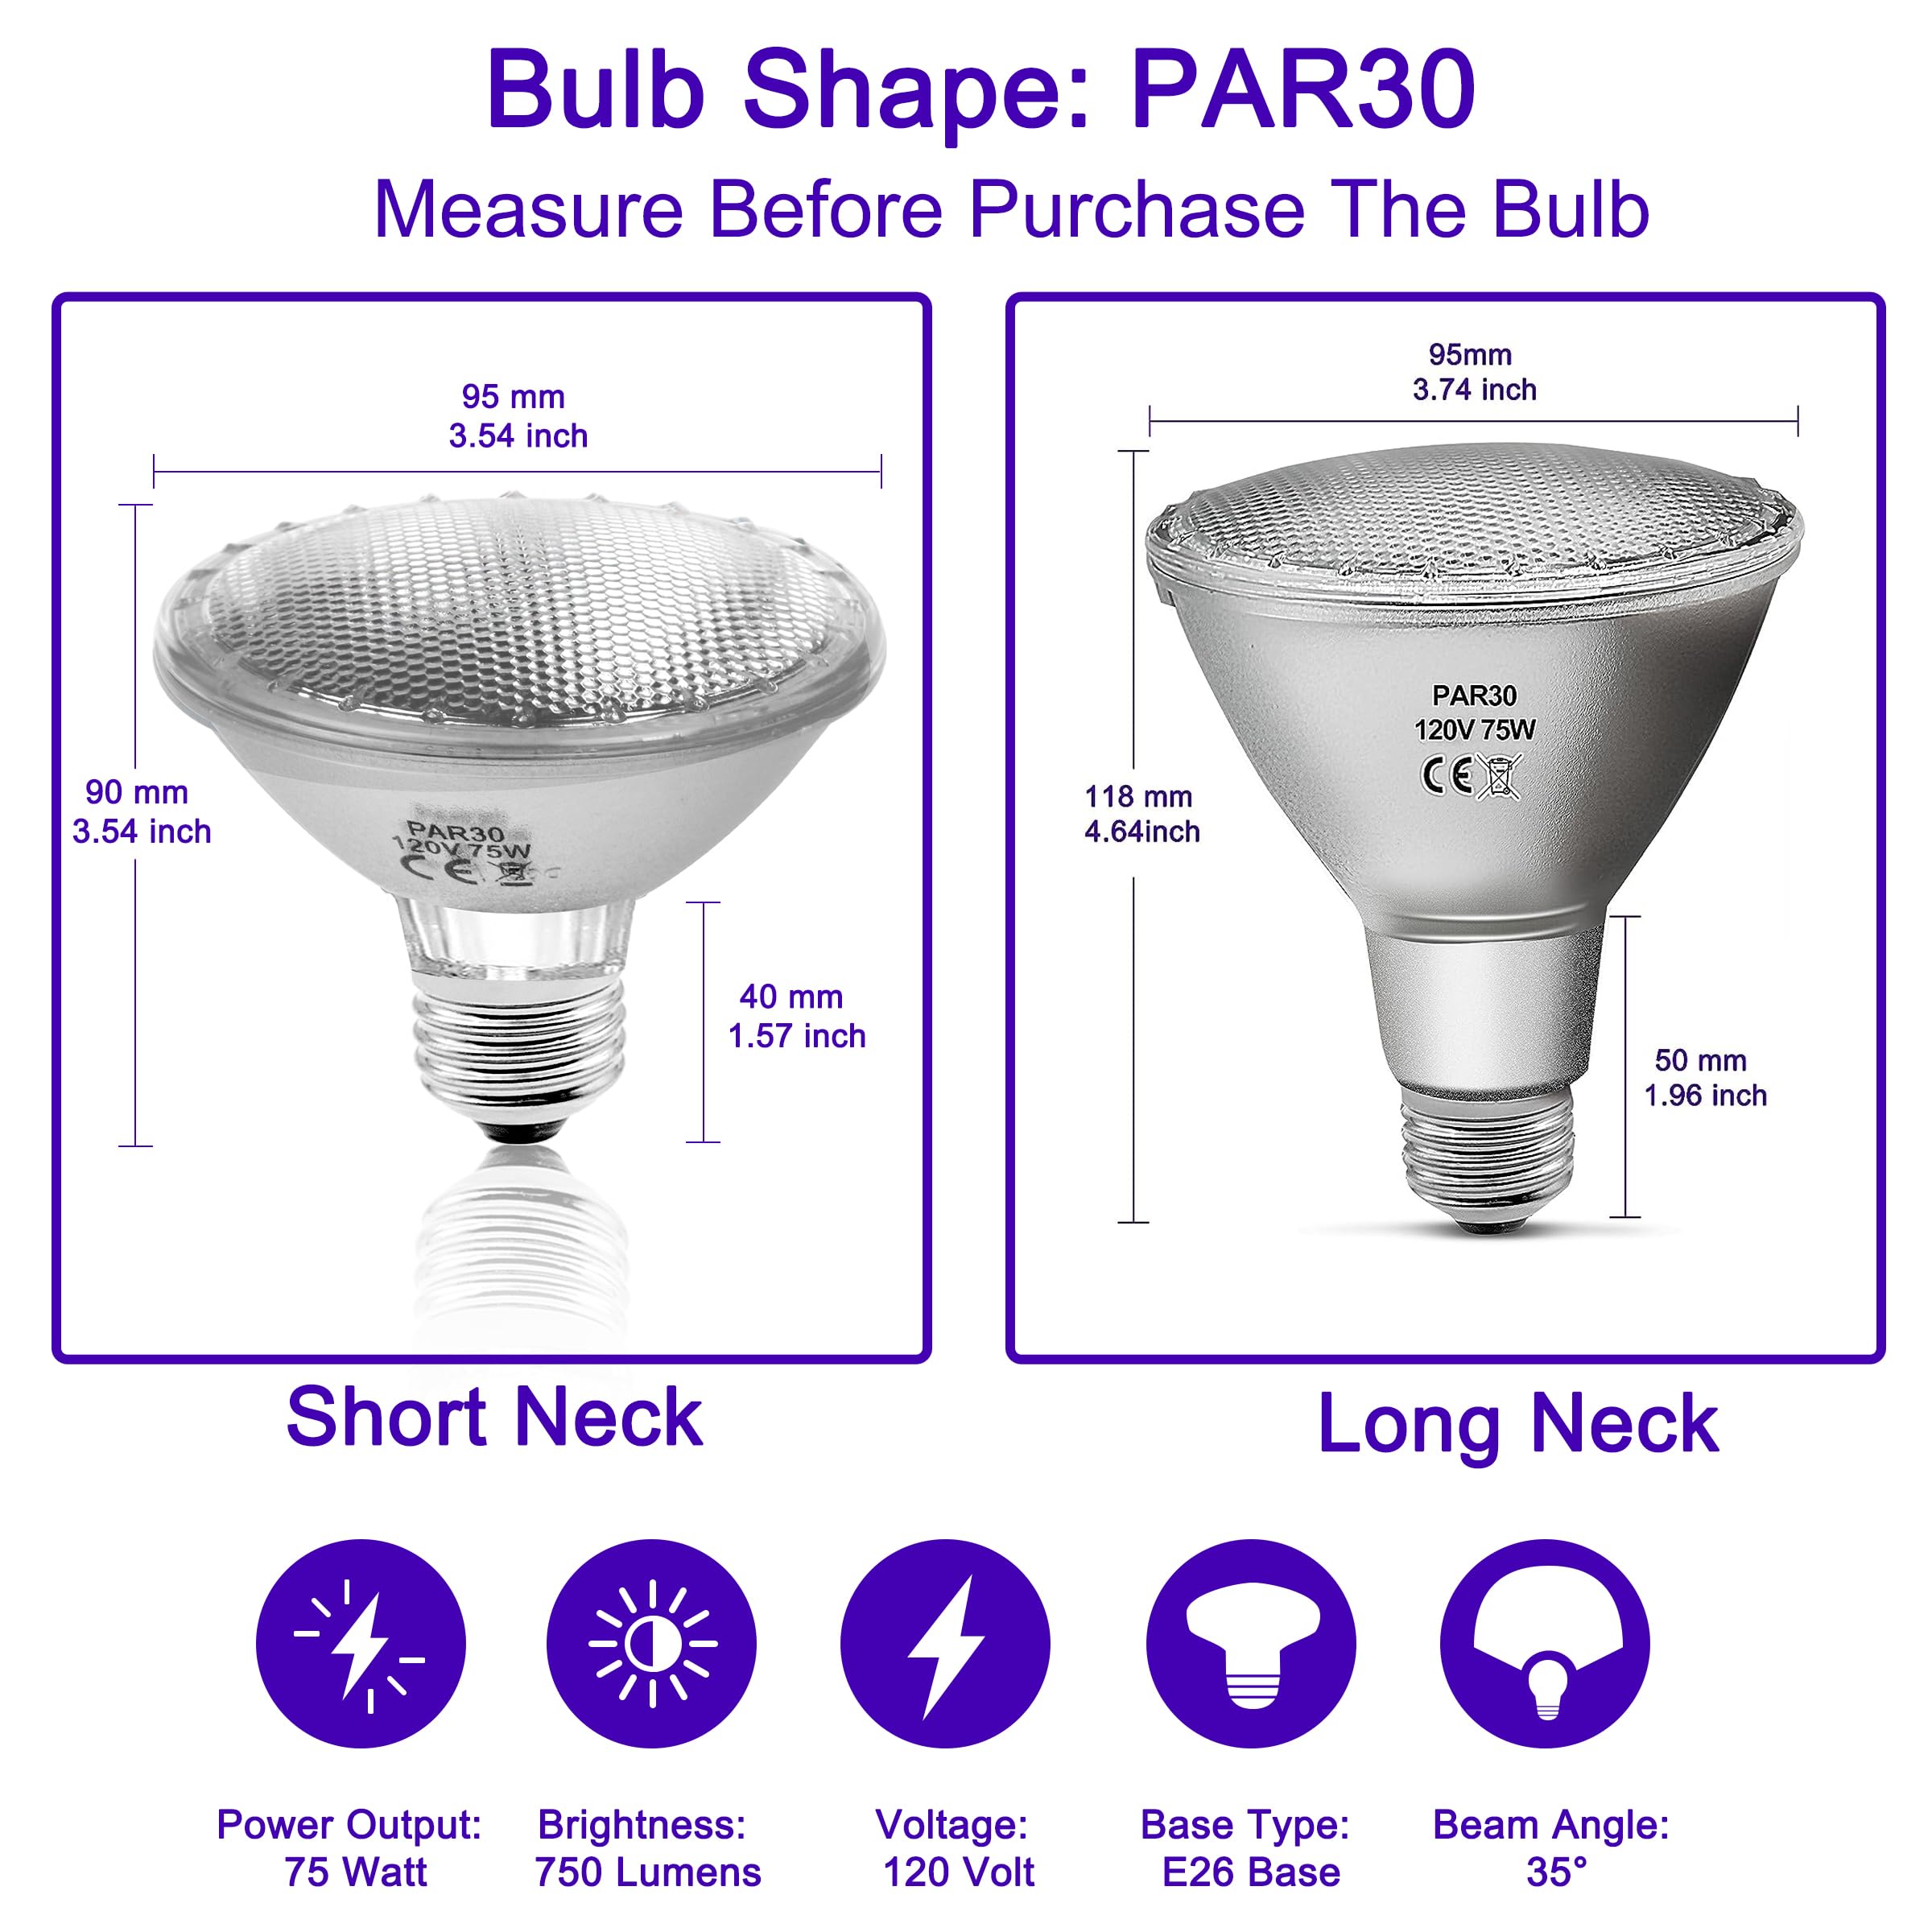 Bulb Shape: PAR30
Measure Before Purchase The Bulb
95 mm
3.54 inch
90 mm
3.54 inch
PAR30
120V 75W
CE
40 mm
1.57 inch
Short Neck
95mm
3.74 inch
118 mm
4.64inch
PAR30
120V 75W
CE
50 mm
1.96 inch
Long Neck
Power Output:
75 Watt
Brightness:
750 Lumens
Voltage:
120 Volt
Base Type:
E26 Base
Beam Angle:
35°